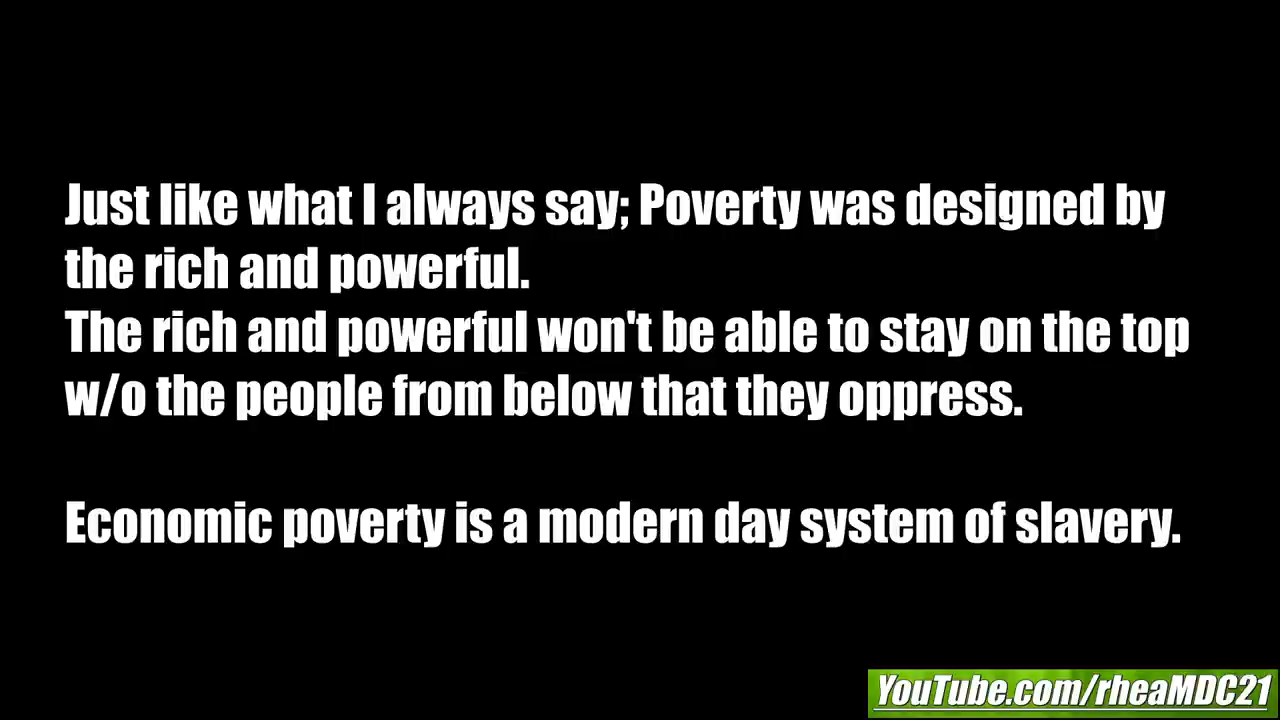 Just like what I always say; Poverty was designed by
the rich and powerful.
The rich and powerful won't be able to stay on the top
w/o the people from below that they oppress.
Economic poverty is a modern day system of slavery.
YouTube.com/rheaMDC21